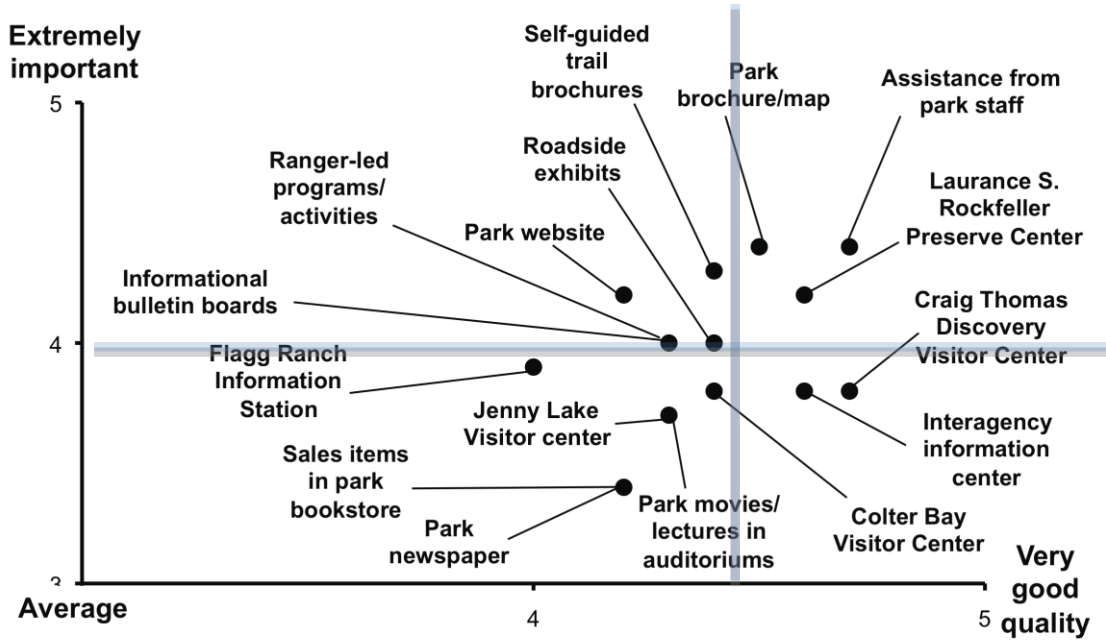 Extremely
important
5
Self-guided
trail
brochures
Park
brochure/map
Assistance from
park staff
Roadside
exhibits
Ranger-led
programs/
activities
Laurance S.
Rockfeller
Preserve Center
Park website
Informational
bulletin boards
Craig Thomas
Discovery
Visitor Center
4
Flagg Ranch
Information
Station
Jenny Lake
Visitor center
Interagency
information
center
Sales items
in park
bookstore
Park
newspaper
Park movies/
lectures in
auditoriums
Colter Bay
Visitor Center
3
Average
4
5
Very
good
quality